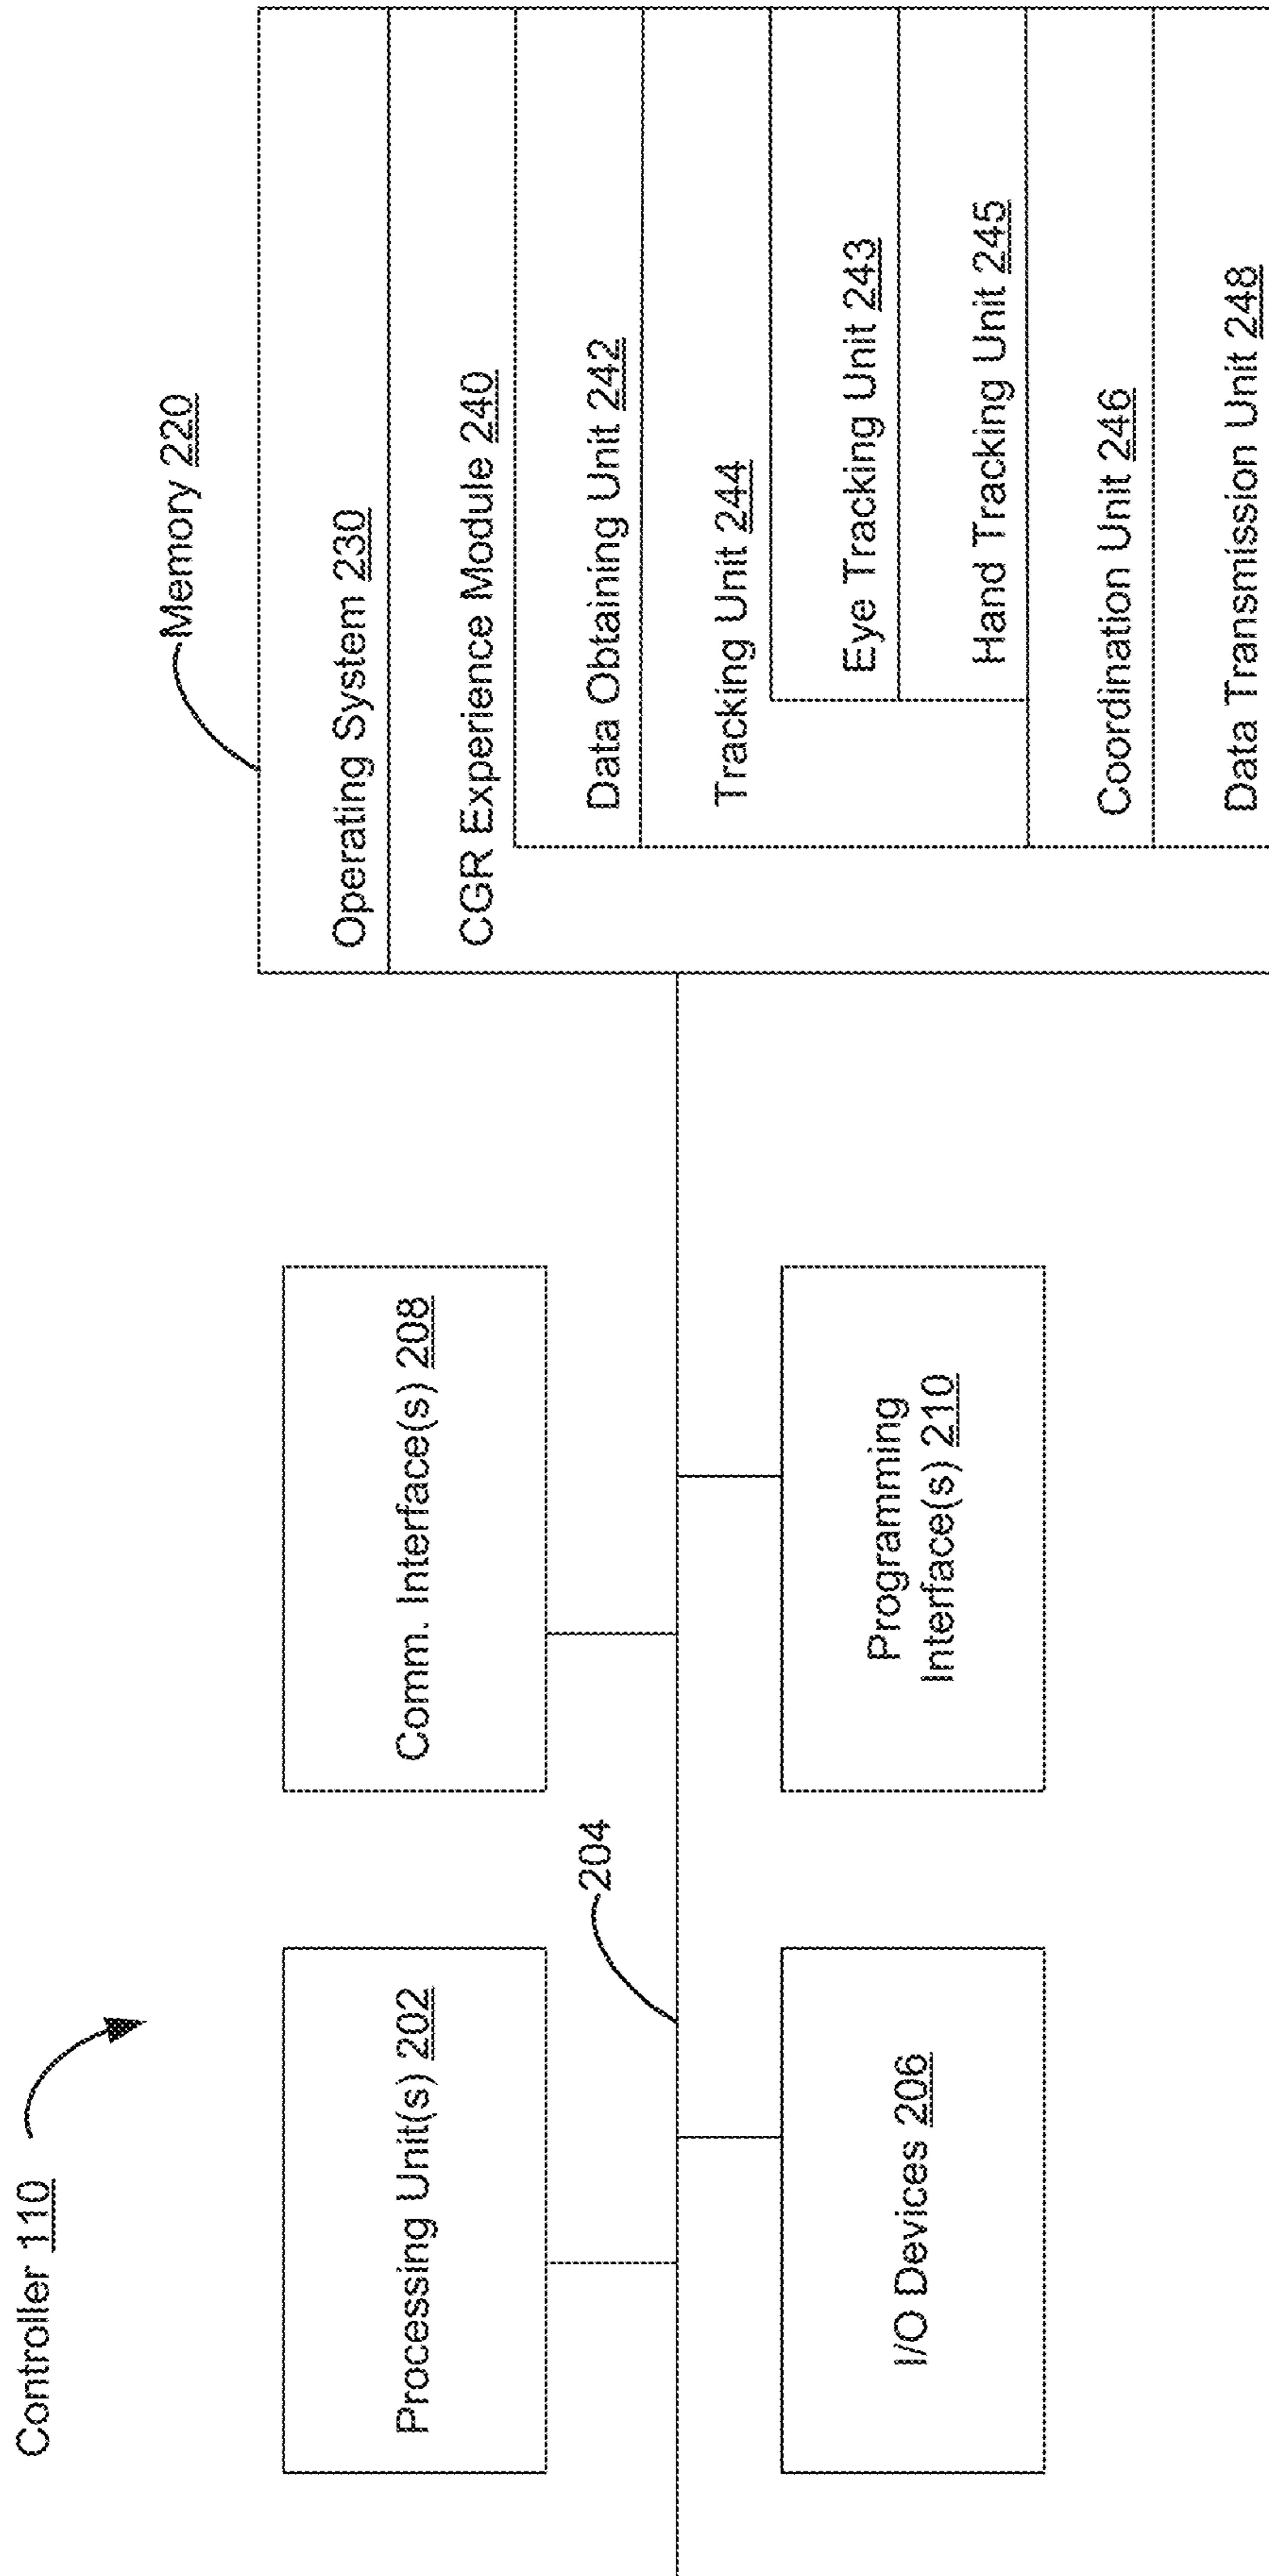 Controller 110
Memory 220
Processing Unit(s) 202
Comm. Interface(s) 208
204
I/O Devices 206
Programming
Interface(s) 210
Operating System 230
CGR Experience Module 240
Data Obtaining Unit 242
Tracking Unit 244
Eye Tracking Unit 243
Hand Tracking Unit 245
Coordination Unit 246
Data Transmission Unit 248